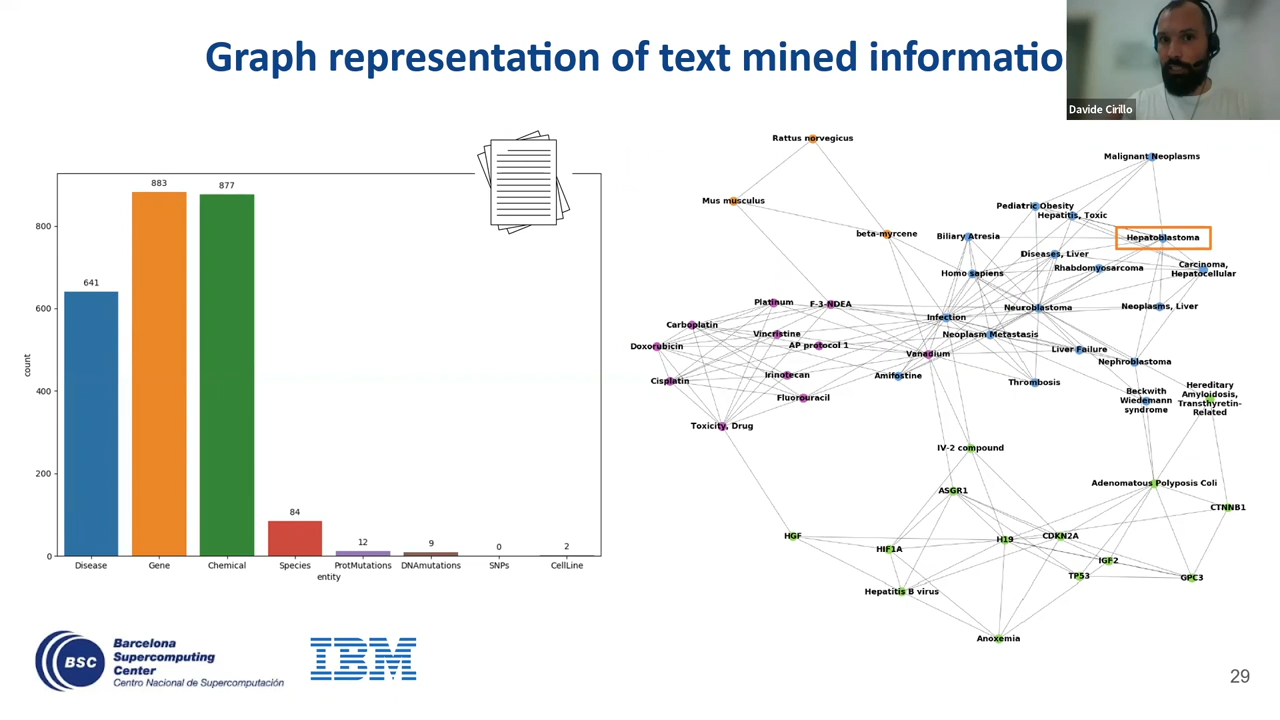 Graph representation of text mined informatio
Davide Cirillo
883
877
641
84
12
9
0
2
800
600
400
200
0
count
Disease
Gene
Chemical
Species
ProtMutations
DNAmutations
SNPs
CellLine
entity
Rattus norvegicus
Malignant Neoplasms
Mus musculus
Pediatric Obesity
Hepatitis, Toxic
beta-myrcene
Biliary Atresia
Hepatoblastoma
Diseases, Liver
Homo sapiens
Rhabdomyosarcoma
Carcinoma,
Hepatocellular
Platinum
F-3-NDEA
Infection
Neuroblastoma
Neoplasms, Liver
Carboplatin
Vincristine
Neoplasm Metastasis
Doxorubicin
AP protocol 1
Vanadium
Liver Failure
Nephroblastoma
Cisplatin
Irinotecan
Amifostine
Thrombosis
Fluorouracil
Beckwith
Wiedemann
syndrome
Hereditary
Amyloidosis,
Transthyretin-
Related
Toxicity, Drug
IV-2 compound
ASGR1
Adenomatous Polyposis Coli
CTNNB1
HGF
HIF1A
H19
CDKN2A
IGF2
TP53
GPC3
Hepatitis B virus
Anoxemia
BSC
Barcelona
Supercomputing
Center
Centro Nacional de Supercomputación
IBM
29